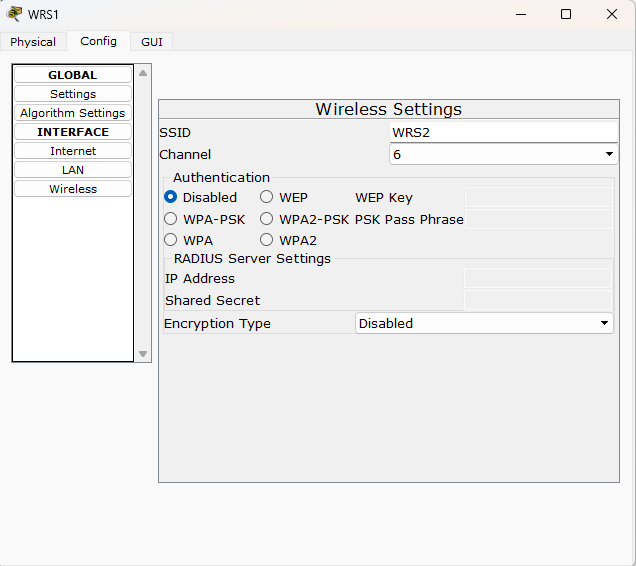 WRS1
Physical Config GUI
GLOBAL
Settings
Algorithm Settings
INTERFACE
Internet
LAN
Wireless
Wireless Settings
SSID WRS2
Channel 6
Authentication
Disabled WEP WEP Key
WPA-PSK WPA2-PSK PSK Pass Phrase
WPA WPA2
RADIUS Server Settings
IP Address
Shared Secret
Encryption Type Disabled